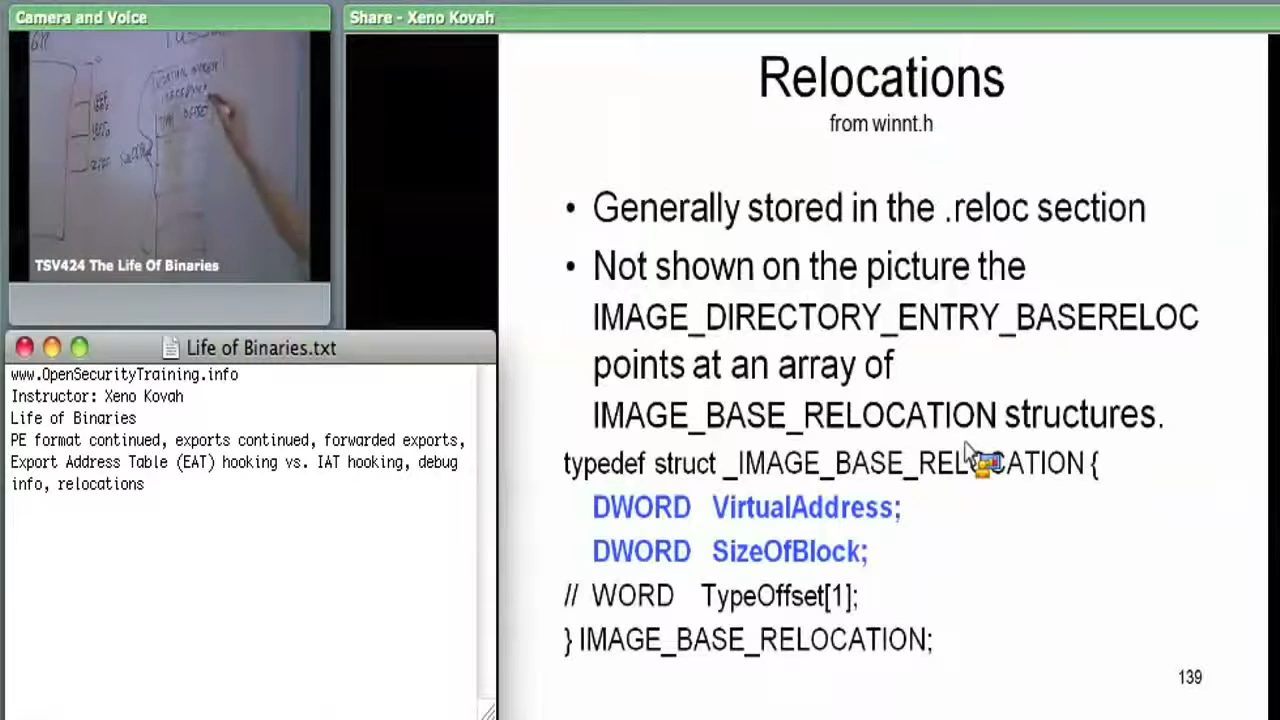 Camera and Voice
TSV424 The Life Of Binaries
Life of Binaries.txt
www.OpenSecurityTraining.info
Instructor: Xeno Kovah
Life of Binaries
PE format continued, exports continued, forwarded exports,
Export Address Table (EAT) hooking vs. IAT hooking, debug
info, relocations
Share - Xeno Kovah
Relocations
from winnt.h
• Generally stored in the .reloc section
• Not shown on the picture the
IMAGE_DIRECTORY_ENTRY_BASERELOC
points at an array of
IMAGE_BASE_RELOCATION structures.
typedef struct _IMAGE_BASE_RELOCATION {
DWORD VirtualAddress;
DWORD SizeOfBlock;
// WORD TypeOffset[1];
} IMAGE_BASE_RELOCATION;
139